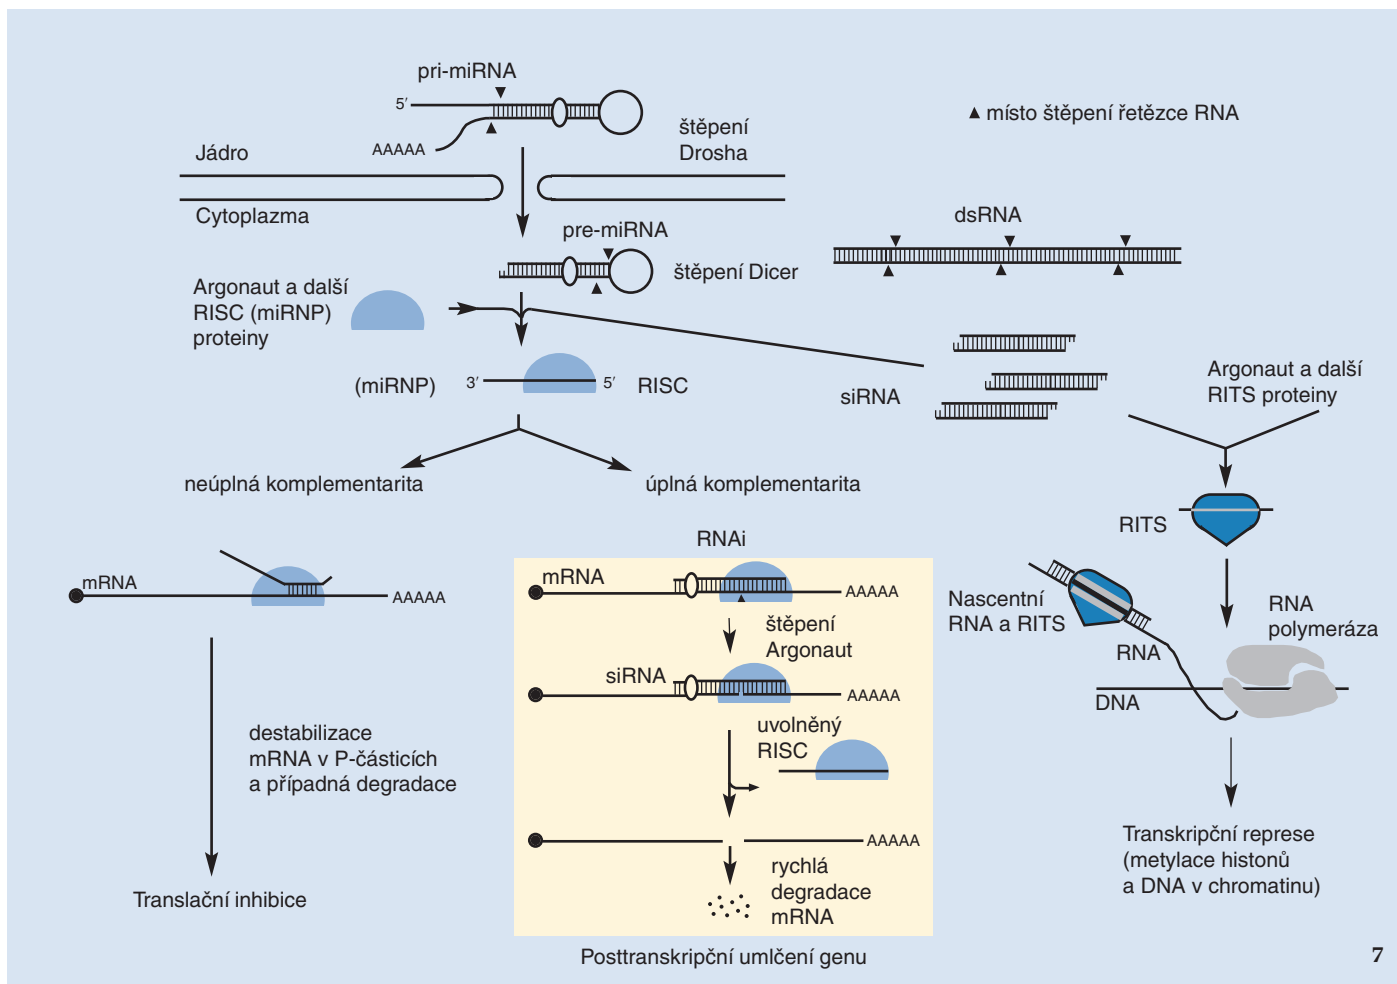 pri-miRNA
5′
AAAAA
štěpení
Drosha
▲ místo štěpení řetězce RNA
Jádro
Cytoplazma
pre-miRNA
štěpení Dicer
dsRNA
Argonaut a další
RISC (miRNP)
proteiny
(miRNP)
3′
5′
RISC
siRNA
Argonaut a další
RITS proteiny
neúplná komplementarita
úplná komplementarita
RITS
RNAi
mRNA
AAAAA
mRNA
AAAAA
štěpení
Argonaut
siRNA
AAAAA
uvolněný
RISC
AAAAA
rychlá
degradace
mRNA
destabilizace
mRNA v P-částicích
a případná degradace
Translační inhibice
Nascentní
RNA a RITS
RNA
polymeráza
RNA
DNA
Transkripční represe
(metylace histonů
a DNA v chromatinu)
Posttranskripční umlčení genu
7